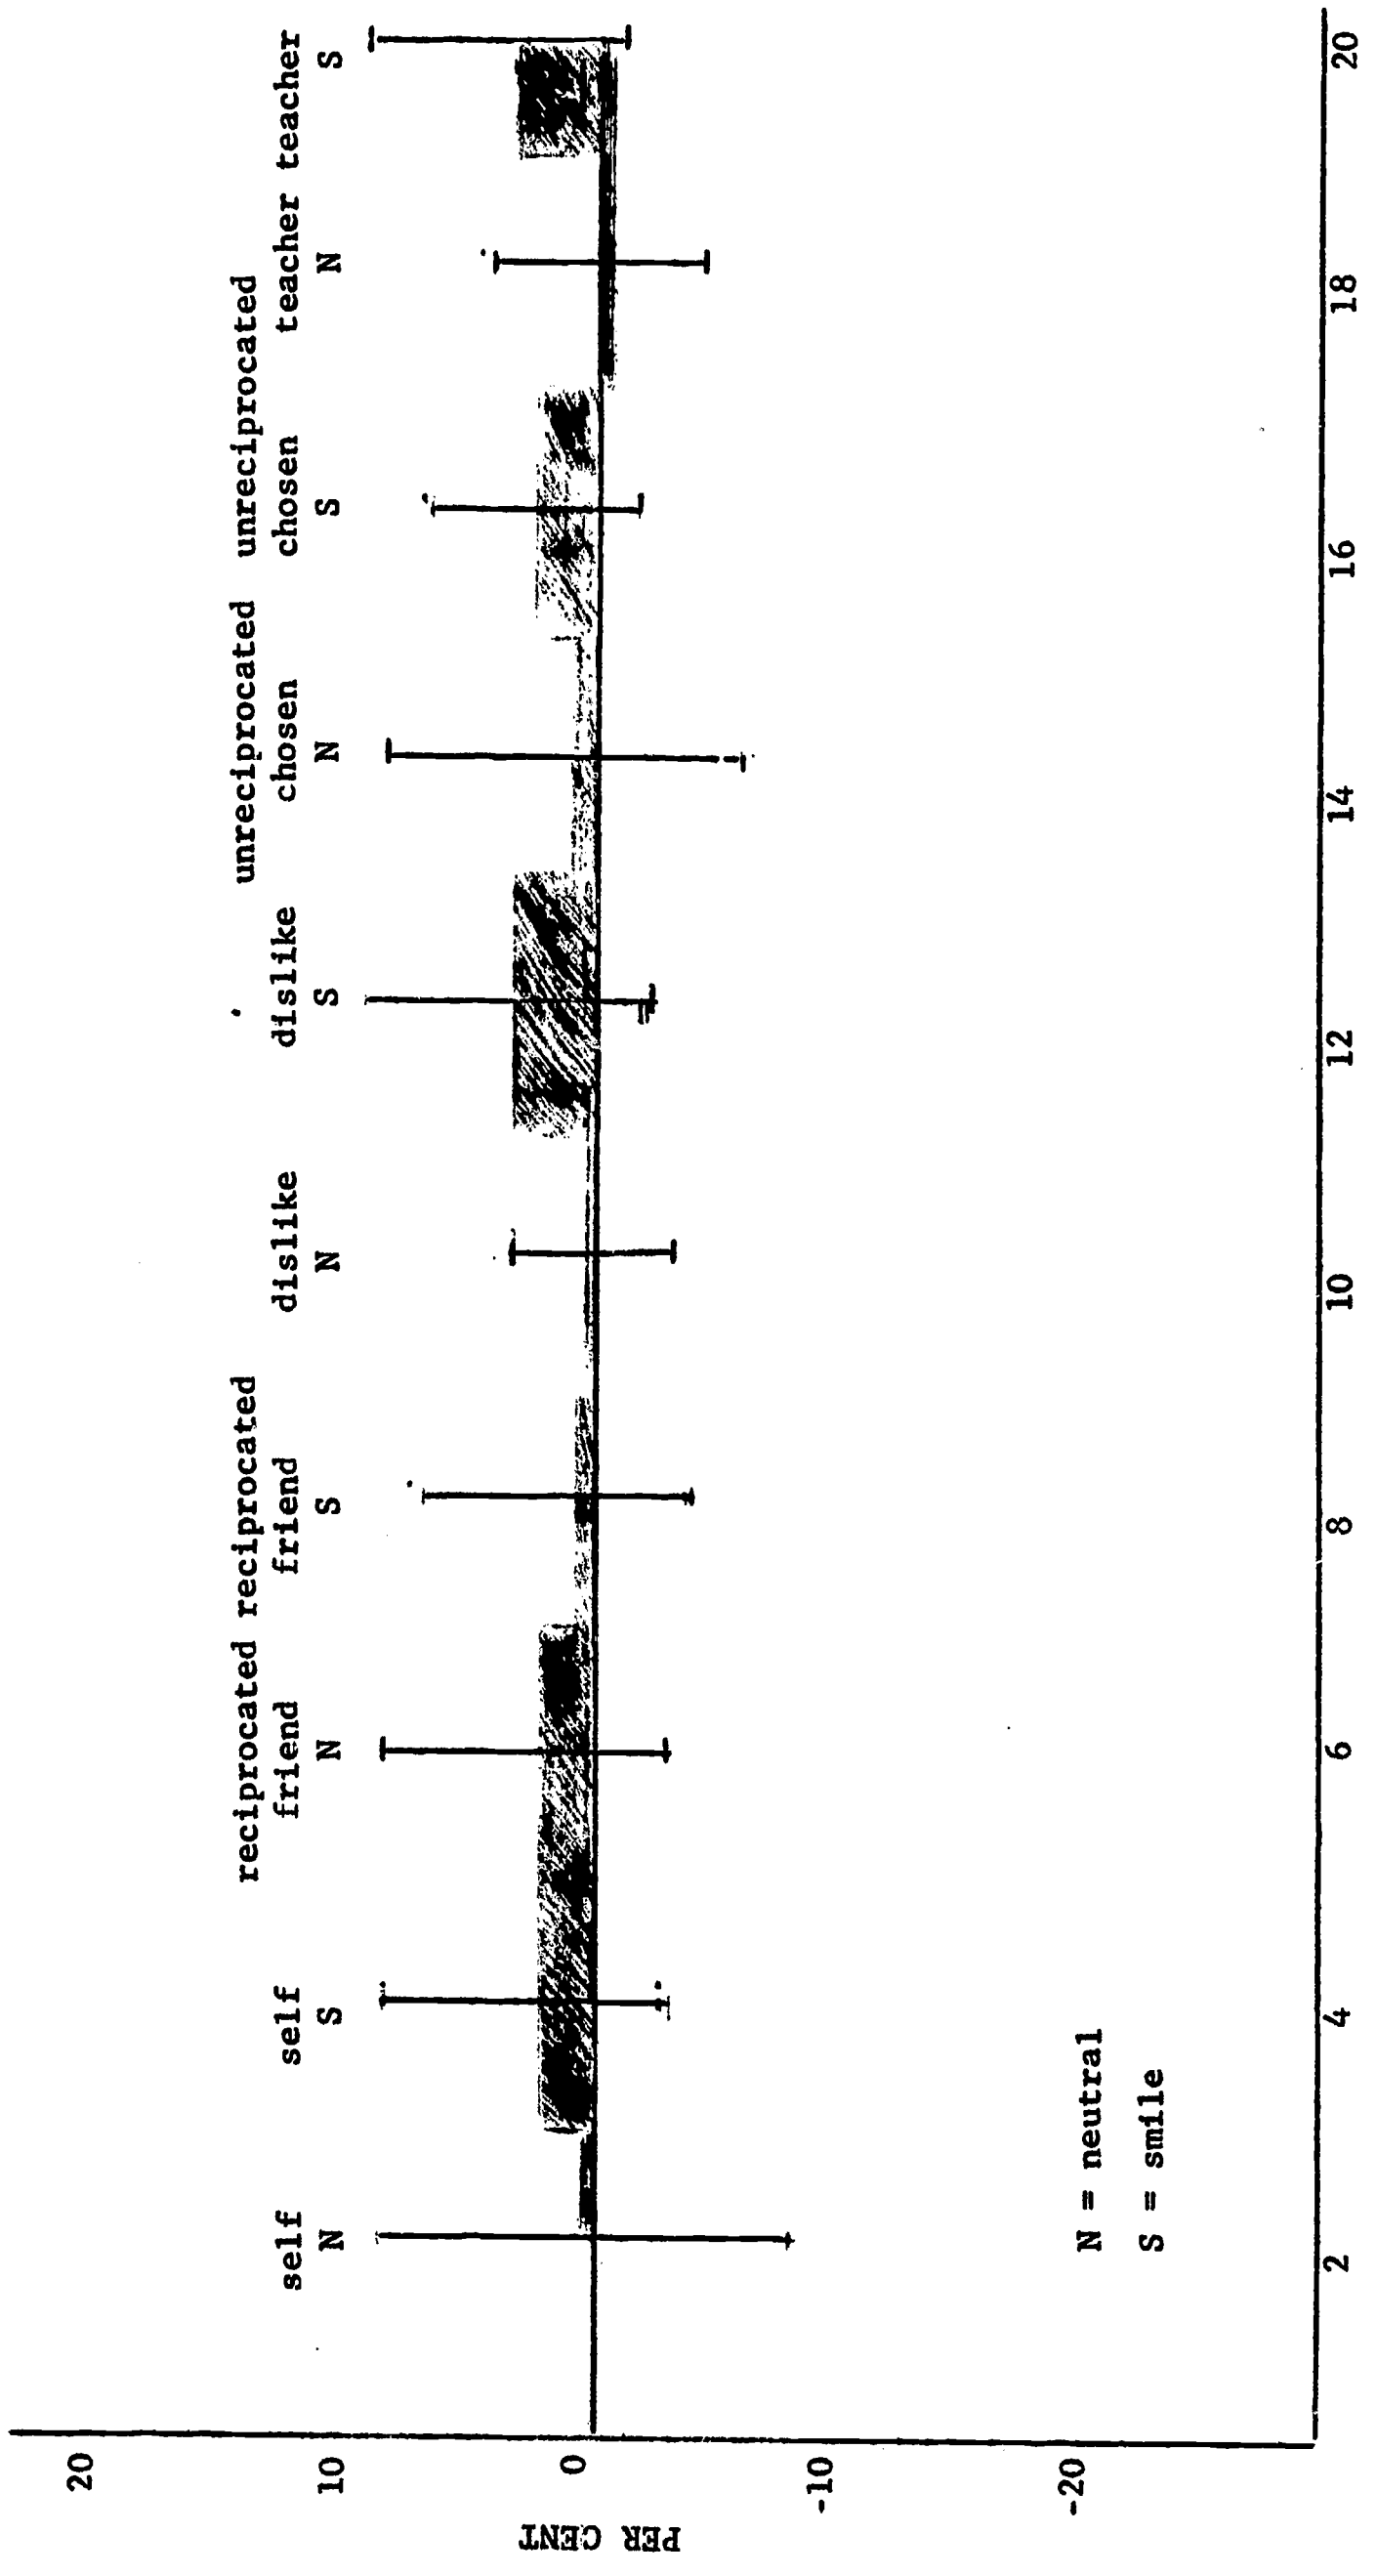 reciprocated reciprocated unreciprocated unreciprocated
self self friend friend dislike dislike chosen chosen teacher teacher
N S N S N S N S N S
20
10
0
-10
-20
PER CENT
N = neutral
S = smile
2 4 6 8 10 12 14 16 18 20